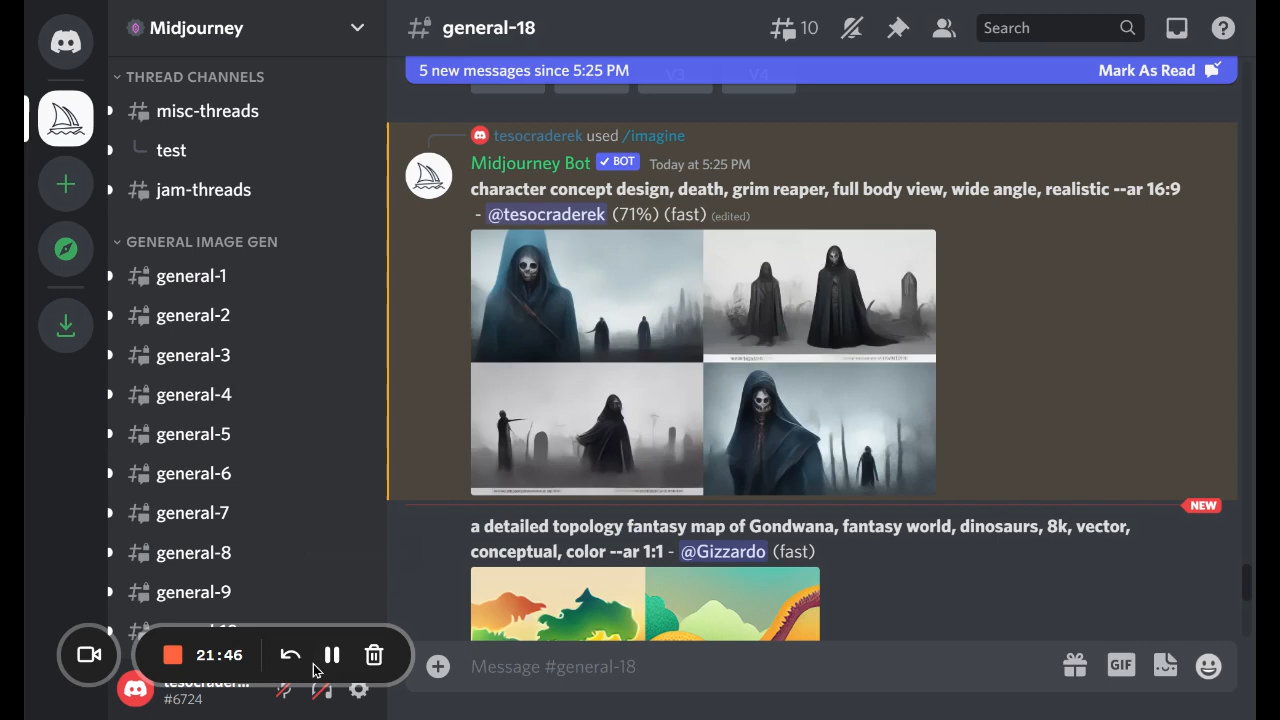 Midjourney
THREAD CHANNELS
misc-threads
test
jam-threads
GENERAL IMAGE GEN
general-1
general-2
general-3
general-4
general-5
general-6
general-7
general-8
general-9
21:46
tesocrader...
#6724
general-18
10
Search
5 new messages since 5:25 PM
Mark As Read
V3
V4
tesocraderek used /imagine
Midjourney Bot BOT Today at 5:25 PM
character concept design, death, grim reaper, full body view, wide angle, realistic --ar 16:9
- @tesocraderek (71%) (fast) (edited)
NEW
a detailed topology fantasy map of Gondwana, fantasy world, dinosaurs, 8k, vector,
conceptual, color --ar 1:1 - @Gizzardo (fast)
Message #general-18
GIF